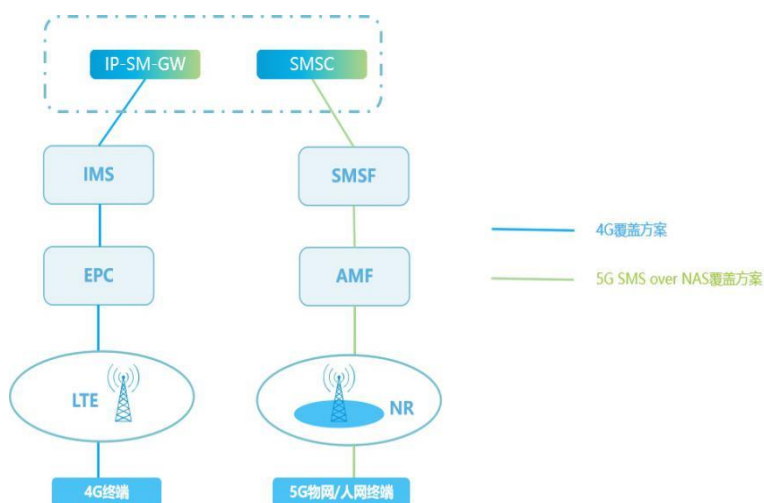 IP-SM-GW
SMSC
IMS
SMSF
4G覆盖方案
EPC
AMF
5G SMS over NAS覆盖方案
LTE
NR
4G终端
5G物网/人网终端